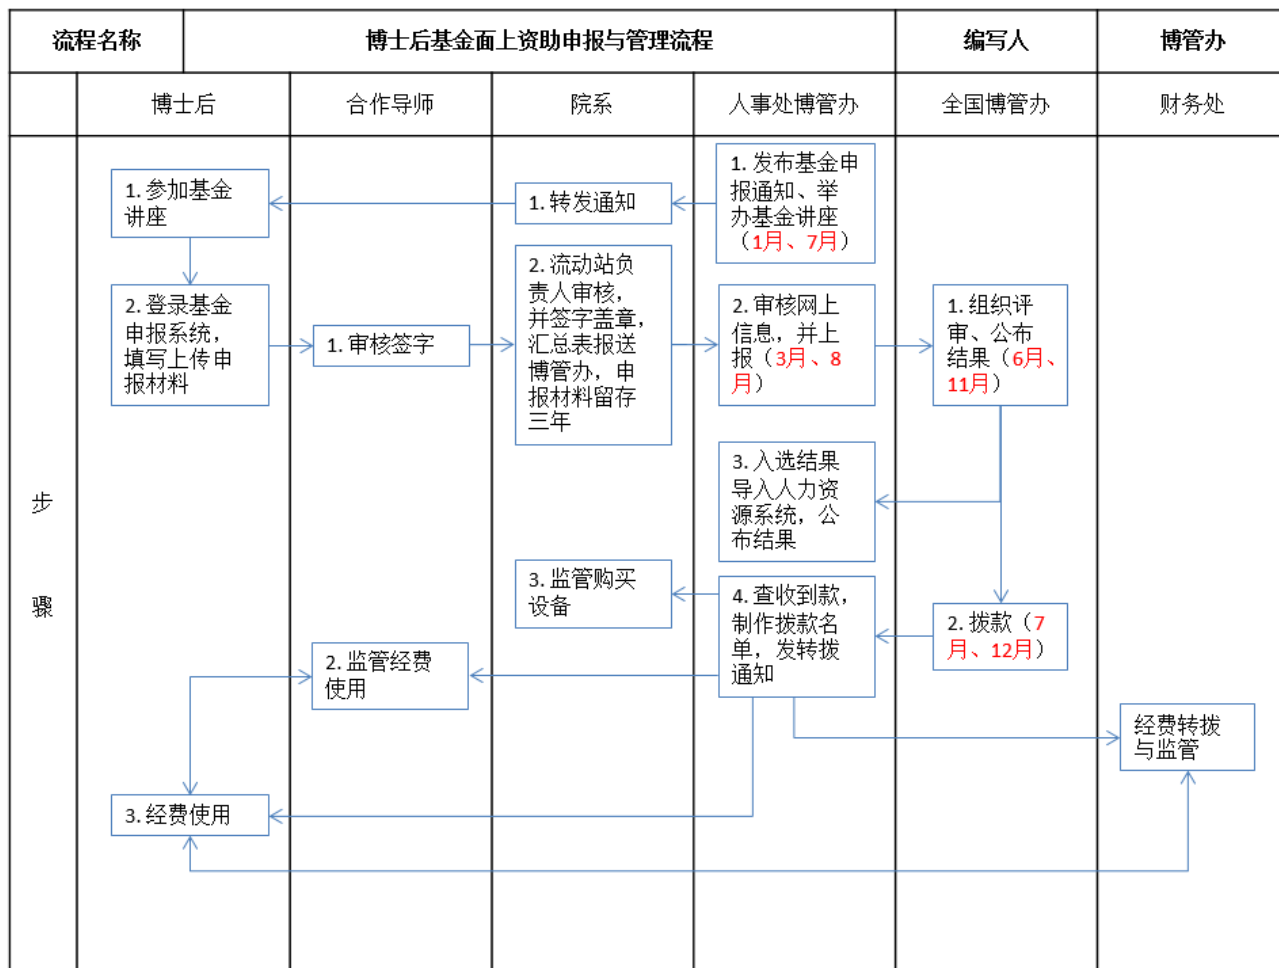 流程名称
博士后基金面上资助申报与管理流程
编写人
博管办
博士后
合作导师
院系
人事处博管办
全国博管办
财务处
步
骤
1. 发布基金申
报通知、举
办基金讲座
（1月、7月）
1. 转发通知
1. 参加基金
讲座
2. 登录基金
申报系统，
填写上传申
报材料
1. 审核签字
2. 流动站负
责人审核，
并签字盖章，
汇总表报送
博管办，申
报材料留存
三年
2. 审核网上
信息，并上
报（3月、8
月）
1. 组织评
审、公布
结果（6月、
11月）
3. 入选结果
导入人力资
源系统，公
布结果
2. 拨款（7
月、12月）
4. 查收到款，
制作拨款名
单，发转拨
通知
3. 监管购买
设备
2. 监管经费
使用
经费转拨
与监管
3. 经费使用